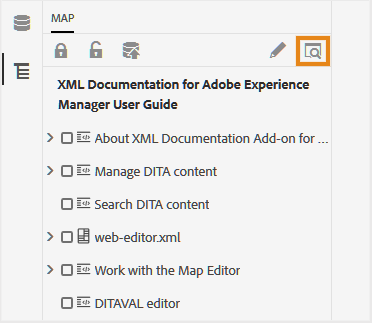 MAP
XML Documentation for Adobe Experience
Manager User Guide
About XML Documentation Add-on for ...
Manage DITA content
Search DITA content
web-editor.xml
Work with the Map Editor
DITAVAL editor